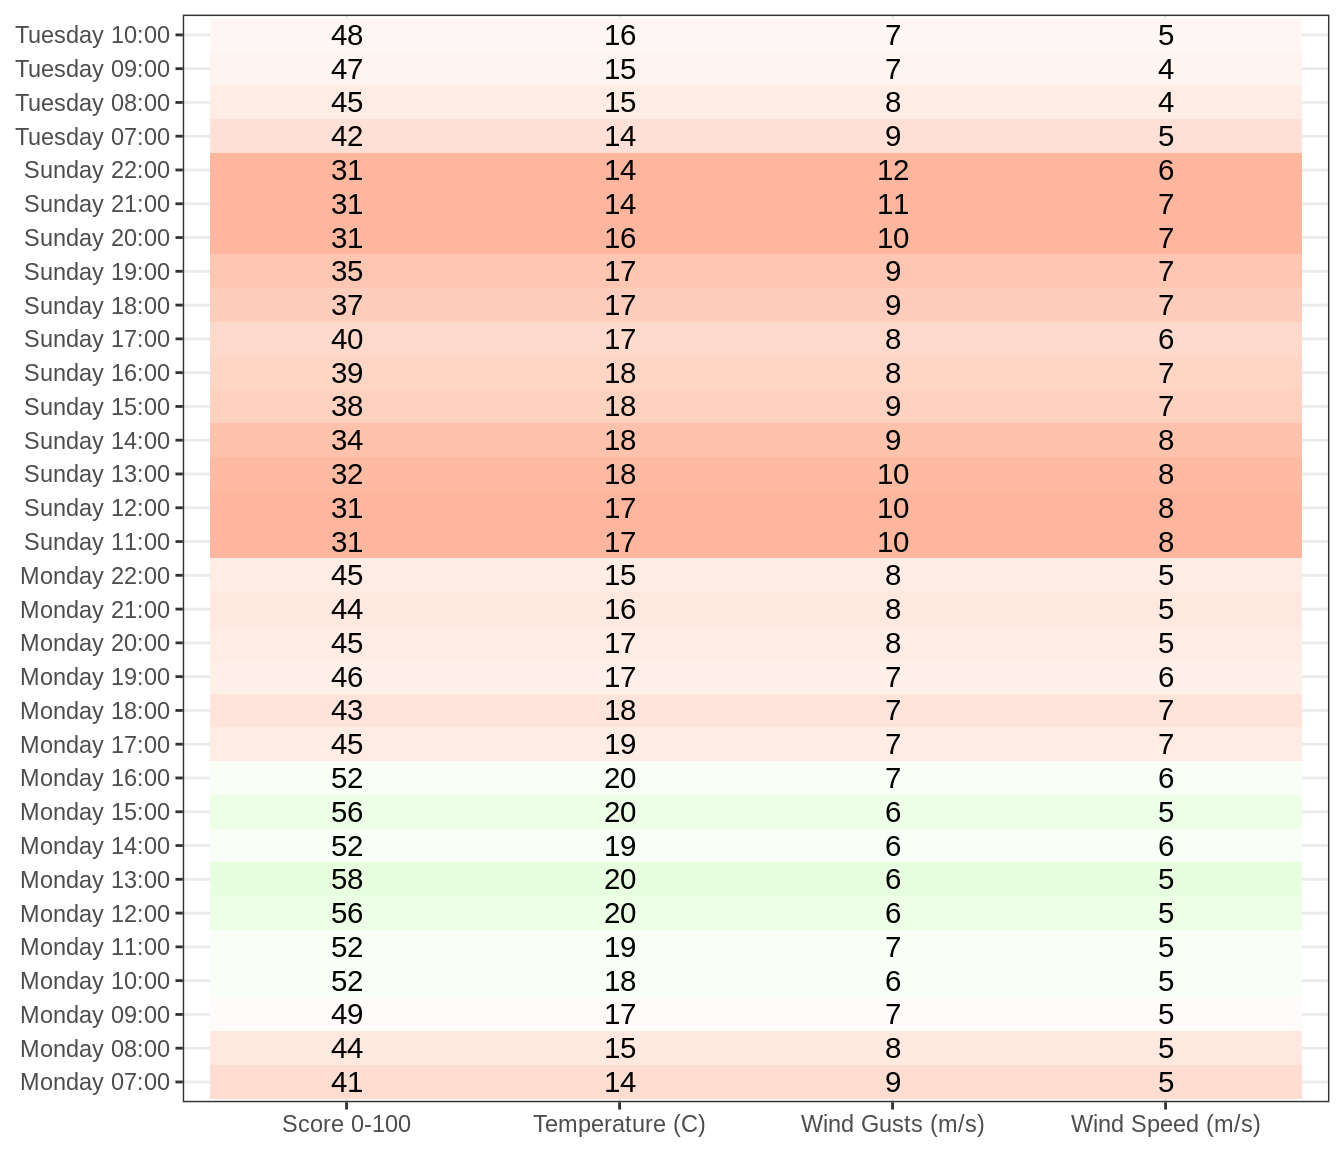 Tuesday 10:00 48 16 7 5
Tuesday 09:00 47 15 7 4
Tuesday 08:00 45 15 8 4
Tuesday 07:00 42 14 9 5
Sunday 22:00 31 14 12 6
Sunday 21:00 31 14 11 7
Sunday 20:00 31 16 10 7
Sunday 19:00 35 17 9 7
Sunday 18:00 37 17 9 7
Sunday 17:00 40 17 8 6
Sunday 16:00 39 18 8 7
Sunday 15:00 38 18 9 7
Sunday 14:00 34 18 9 8
Sunday 13:00 32 18 10 8
Sunday 12:00 31 17 10 8
Sunday 11:00 31 17 10 8
Monday 22:00 45 15 8 5
Monday 21:00 44 16 8 5
Monday 20:00 45 17 8 5
Monday 19:00 46 17 7 6
Monday 18:00 43 18 7 7
Monday 17:00 45 19 7 7
Monday 16:00 52 20 7 6
Monday 15:00 56 20 6 5
Monday 14:00 52 19 6 6
Monday 13:00 58 20 6 5
Monday 12:00 56 20 6 5
Monday 11:00 52 19 7 5
Monday 10:00 52 18 6 5
Monday 09:00 49 17 7 5
Monday 08:00 44 15 8 5
Monday 07:00 41 14 9 5
Score 0-100 Temperature (C) Wind Gusts (m/s) Wind Speed (m/s)